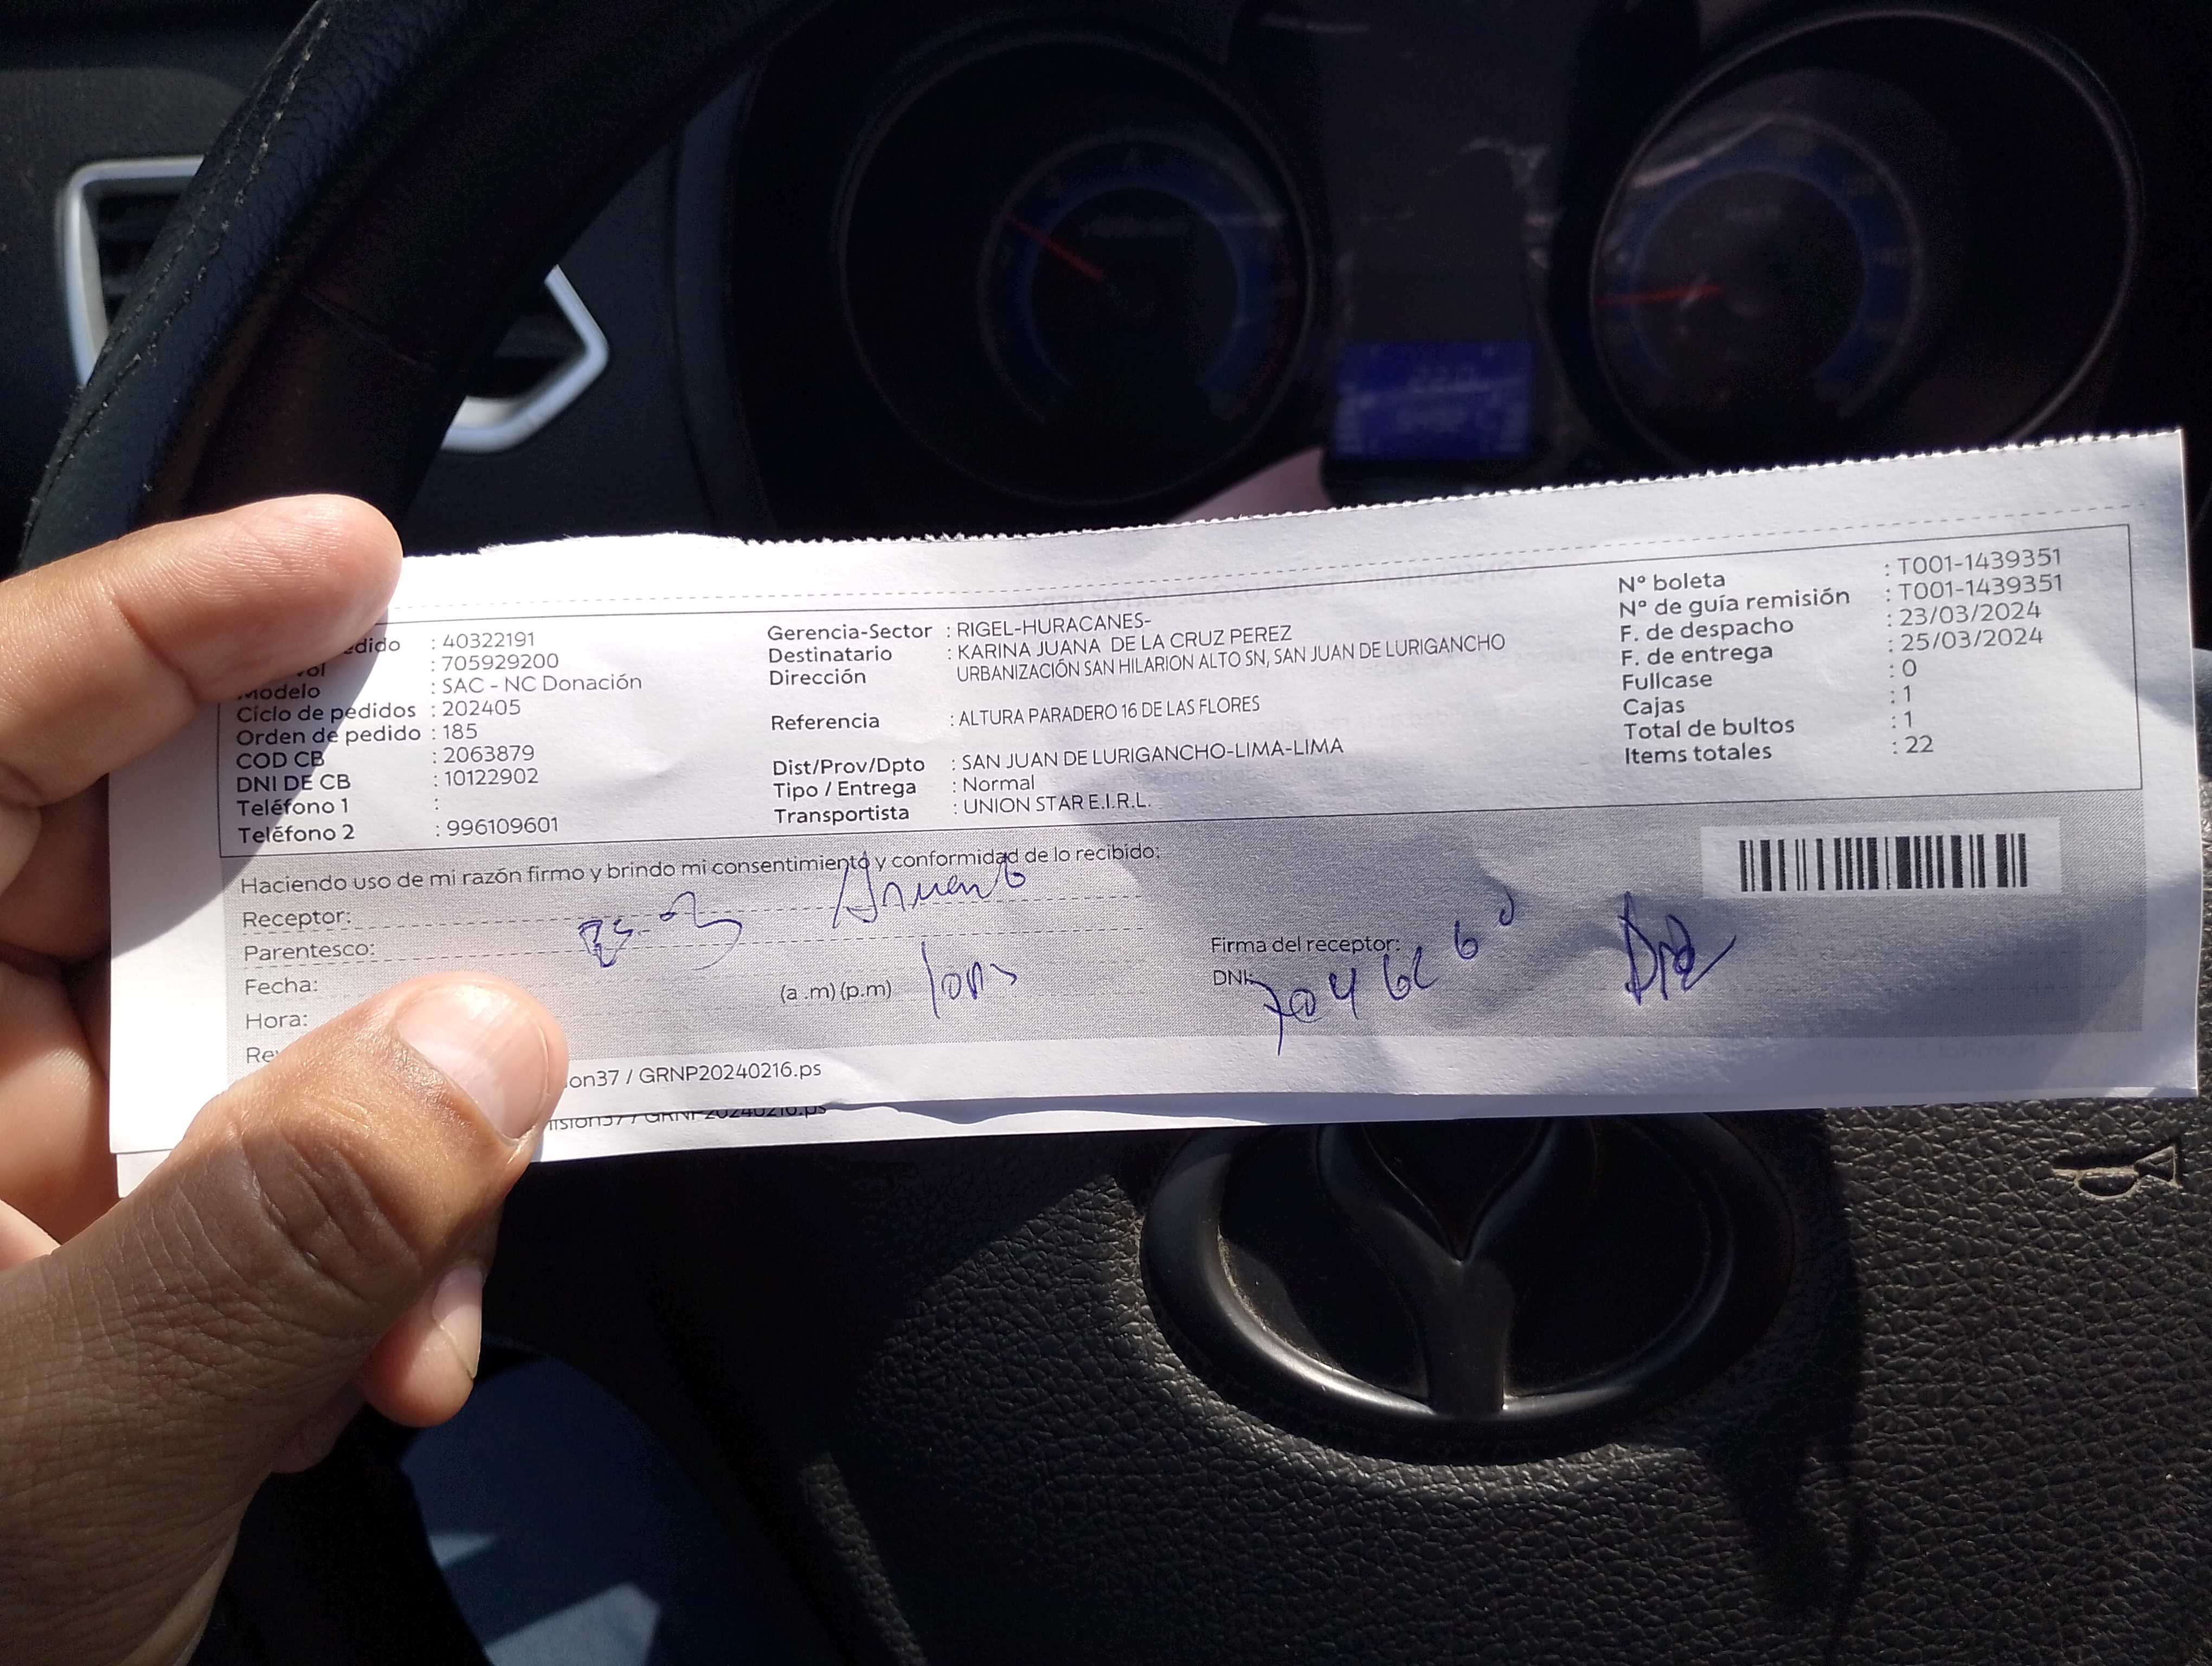 edido : 40322191
: 705929200
Modelo : SAC - NC Donación
Ciclo de pedidos : 202405
Orden de pedido : 185
COD CB : 2063879
DNI DE CB : 10122902
Teléfono 1 :
Teléfono 2 : 996109601
Gerencia-Sector : RIGEL-HURACANES-
Destinatario : KARINA JUANA DE LA CRUZ PEREZ
Dirección URBANIZACIÓN SAN HILARION ALTO SN, SAN JUAN DE LURIGANCHO
Referencia : ALTURA PARADERO 16 DE LAS FLORES
Dist/Prov/Dpto : SAN JUAN DE LURIGANCHO-LIMA-LIMA
Tipo / Entrega : Normal
Transportista : UNION STAR E.I.R.L.
N° boleta : T001-1439351
N° de guía remisión : T001-1439351
F. de despacho : 23/03/2024
F. de entrega : 25/03/2024
Fullcase : 0
Cajas : 1
Total de bultos : 1
Items totales : 22
Haciendo uso de mi razón firmo y brindo mi consentimiento y conformidad de lo recibido:
Receptor:
Parentesco:
Fecha:
Hora: (a .m) (p.m)
Firma del receptor:
DNI:
ion37 / GRNP20240216.ps
GRNP20240216.ps